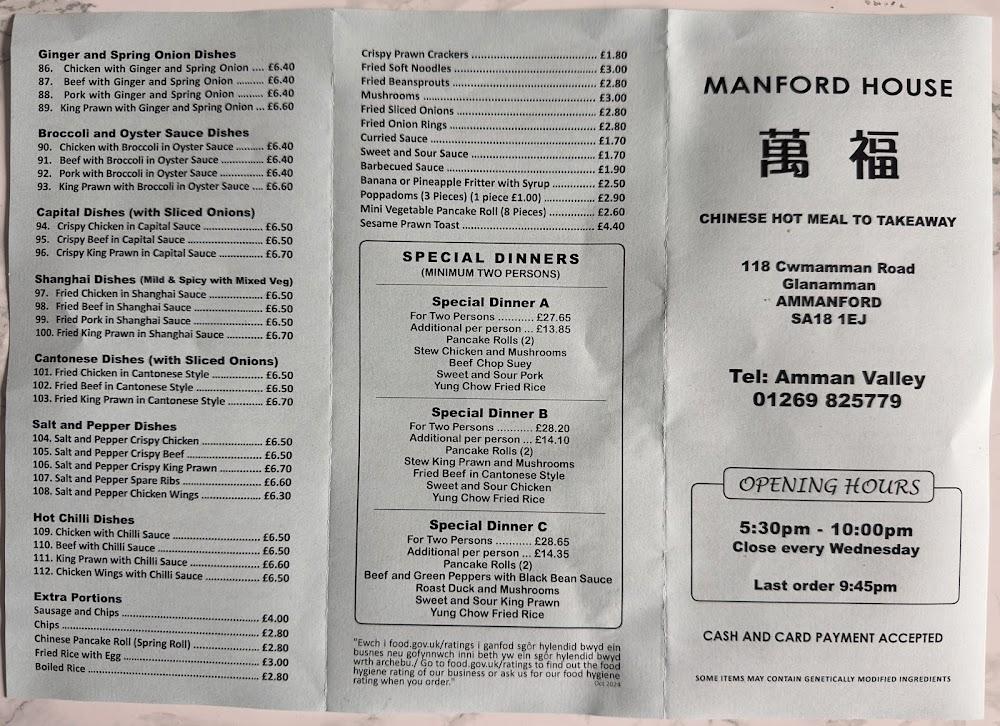 Ginger and Spring Onion Dishes
86. Chicken with Ginger and Spring Onion .... £6.40
87. Beef with Ginger and Spring Onion .......... £6.40
88. Pork with Ginger and Spring Onion .......... £6.40
89. King Prawn with Ginger and Spring Onion ... £6.60
Broccoli and Oyster Sauce Dishes
90. Chicken with Broccoli in Oyster Sauce .......... £6.40
91. Beef with Broccoli in Oyster Sauce .............. £6.40
92. Pork with Broccoli in Oyster Sauce .............. £6.40
93. King Prawn with Broccoli in Oyster Sauce .... £6.60
Capital Dishes (with Sliced Onions)
94. Crispy Chicken in Capital Sauce .................... £6.50
95. Crispy Beef in Capital Sauce ......................... £6.50
96. Crispy King Prawn in Capital Sauce ............... £6.70
Shanghai Dishes (Mild & Spicy with Mixed Veg)
97. Fried Chicken in Shanghai Sauce ................... £6.50
98. Fried Beef in Shanghai Sauce ........................ £6.50
99. Fried Pork in Shanghai Sauce ........................ £6.50
100. Fried King Prawn in Shanghai Sauce ............. £6.70
Cantonese Dishes (with Sliced Onions)
101. Fried Chicken in Cantonese Style .................. £6.50
102. Fried Beef in Cantonese Style ....................... £6.50
103. Fried King Prawn in Cantonese Style ............ £6.70
Salt and Pepper Dishes
104. Salt and Pepper Crispy Chicken .................... £6.50
105. Salt and Pepper Crispy Beef ......................... £6.50
106. Salt and Pepper Crispy King Prawn ............... £6.70
107. Salt and Pepper Spare Ribs .......................... £6.60
108. Salt and Pepper Chicken Wings .................... £6.30
Hot Chilli Dishes
109. Chicken with Chilli Sauce ............................. £6.50
110. Beef with Chilli Sauce .................................. £6.50
111. King Prawn with Chilli Sauce ........................ £6.60
112. Chicken Wings with Chilli Sauce ................... £6.50
Extra Portions
Sausage and Chips ............................................ £4.00
Chips ................................................................ £2.80
Chinese Pancake Roll (Spring Roll) .................... £2.80
Fried Rice with Egg ........................................... £3.00
Boiled Rice ....................................................... £2.80
Crispy Prawn Crackers ...................................... £1.80
Fried Soft Noodles ............................................ £3.00
Fried Beansprouts ............................................. £2.80
Mushrooms ...................................................... £3.00
Fried Sliced Onions ........................................... £2.80
Fried Onion Rings ............................................. £2.80
Curried Sauce ................................................... £1.70
Sweet and Sour Sauce ...................................... £1.70
Barbecued Sauce .............................................. £1.90
Banana or Pineapple Fritter with Syrup ............ £2.50
Poppadoms (3 Pieces) (1 piece £1.00) ............... £2.90
Mini Vegetable Pancake Roll (8 Pieces) ............. £2.60
Sesame Prawn Toast ......................................... £4.40
SPECIAL DINNERS
(MINIMUM TWO PERSONS)
Special Dinner A
For Two Persons ........... £27.65
Additional per person ... £13.85
Pancake Rolls (2)
Stew Chicken and Mushrooms
Beef Chop Suey
Sweet and Sour Pork
Yung Chow Fried Rice
Special Dinner B
For Two Persons ........... £28.20
Additional per person ... £14.10
Pancake Rolls (2)
Stew King Prawn and Mushrooms
Fried Beef in Cantonese Style
Sweet and Sour Chicken
Yung Chow Fried Rice
Special Dinner C
For Two Persons ........... £28.65
Additional per person ... £14.35
Pancake Rolls (2)
Beef and Green Peppers with Black Bean Sauce
Roast Duck and Mushrooms
Sweet and Sour King Prawn
Yung Chow Fried Rice
"Ewch i food.gov.uk/ratings i ganfod sgôr hylendid bwyd ein
busnes neu gofynnwch inni beth yw ein sgôr hylendid bwyd
wrth archebu./ Go to food.gov.uk/ratings to find out the food
hygiene rating of our business or ask us for our food hygiene
rating when you order."
Oct 2024
MANFORD HOUSE
萬 福
CHINESE HOT MEAL TO TAKEAWAY
118 Cwmamman Road
Glanamman
AMMANFORD
SA18 1EJ
Tel: Amman Valley
01269 825779
OPENING HOURS
5:30pm - 10:00pm
Close every Wednesday
Last order 9:45pm
CASH AND CARD PAYMENT ACCEPTED
SOME ITEMS MAY CONTAIN GENETICALLY MODIFIED INGREDIENTS